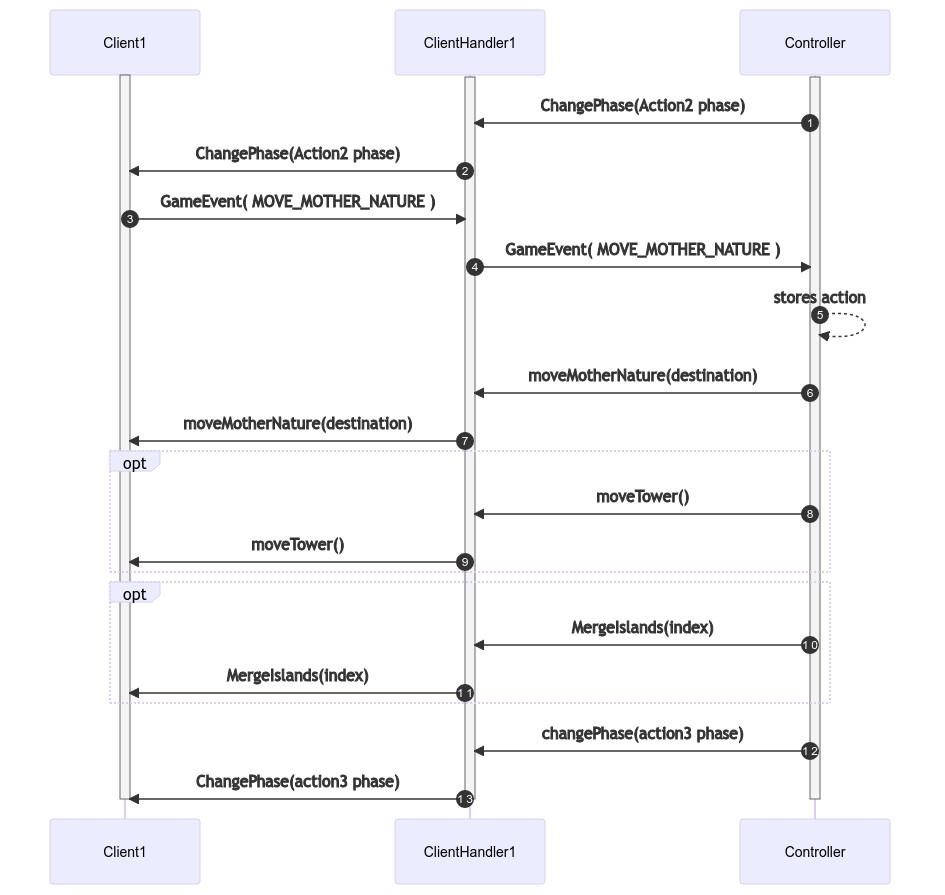 Client1
ClientHandler1
Controller
ChangePhase(Action2 phase)
1
ChangePhase(Action2 phase)
2
GameEvent( MOVE_MOTHER_NATURE )
3
GameEvent( MOVE_MOTHER_NATURE )
4
stores action
5
moveMotherNature(destination)
6
moveMotherNature(destination)
7
opt
moveTower()
8
moveTower()
9
opt
MergeIslands(index)
10
MergeIslands(index)
11
changePhase(action3 phase)
12
ChangePhase(action3 phase)
13
Client1
ClientHandler1
Controller